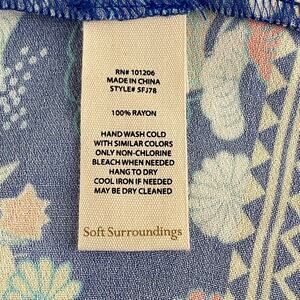 RN# 101206
MADE IN CHINA
STYLE# SFJ78
100% RAYON
HAND WASH COLD
WITH SIMILAR COLORS
ONLY NON-CHLORINE
BLEACH WHEN NEEDED
HANG TO DRY
COOL IRON IF NEEDED
MAY BE DRY CLEANED
Soft Surroundings